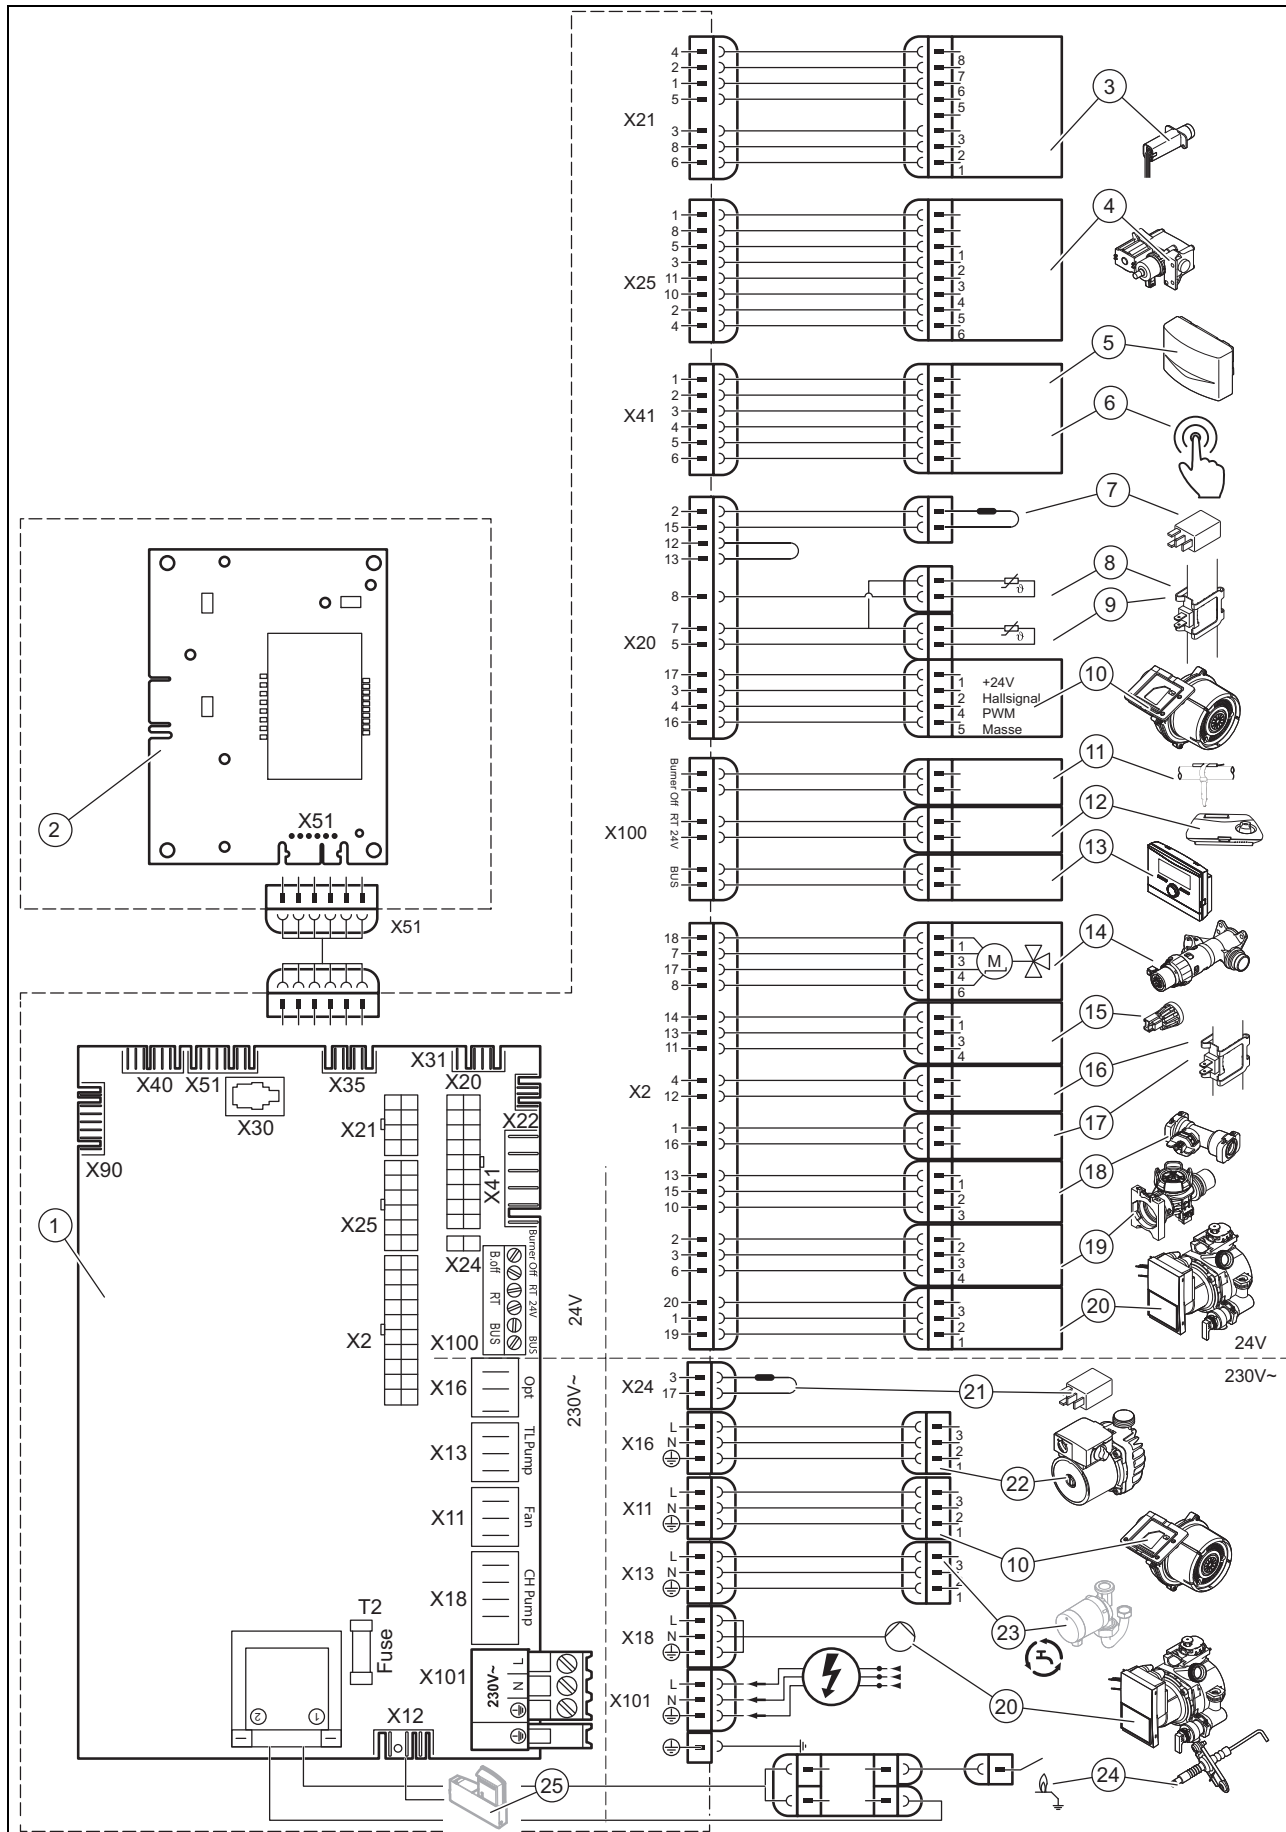 X21
4
2
1
5
3
8
6
8
7
6
5
3
2
1
3
X25
1
8
5
3
11
10
2
4
1
2
3
4
5
6
4
X41
1
2
3
4
5
6
5
6
X20
2
15
12
13
8
7
5
17
3
4
16
ϑ
ϑ
1 +24V
2 Hallsignal
4 PWM
5 Masse
7
8
9
10
X100
Burner Off
RT 24V
BUS
11
12
13
X2
18
7
17
8
1
3
4
6
M
14
14
13
11
1
3
4
15
4
12
16
1
16
17
13
15
10
1
2
3
18
2
3
6
2
3
4
19
20
1
19
3
2
1
20
24V
230V~
X24
3
17
21
X16
L
N
3
2
1
22
X11
L
N
3
2
1
10
X13
L
N
3
2
1
23
X18
L
N
X101
L
N
20
24
25
2
X51
X51
1
X40
X51
X35
X31
X20
X30
X22
X90
X21
X41
X25
X24
X2
X100
B.off
RT
BUS
Burner Off
RT 24V
BUS
24V
230V~
X16
Opt
X13
TLPump
X11
Fan
X18
CH Pump
T2
Fuse
X101
230V~
L
N
X12
2
1